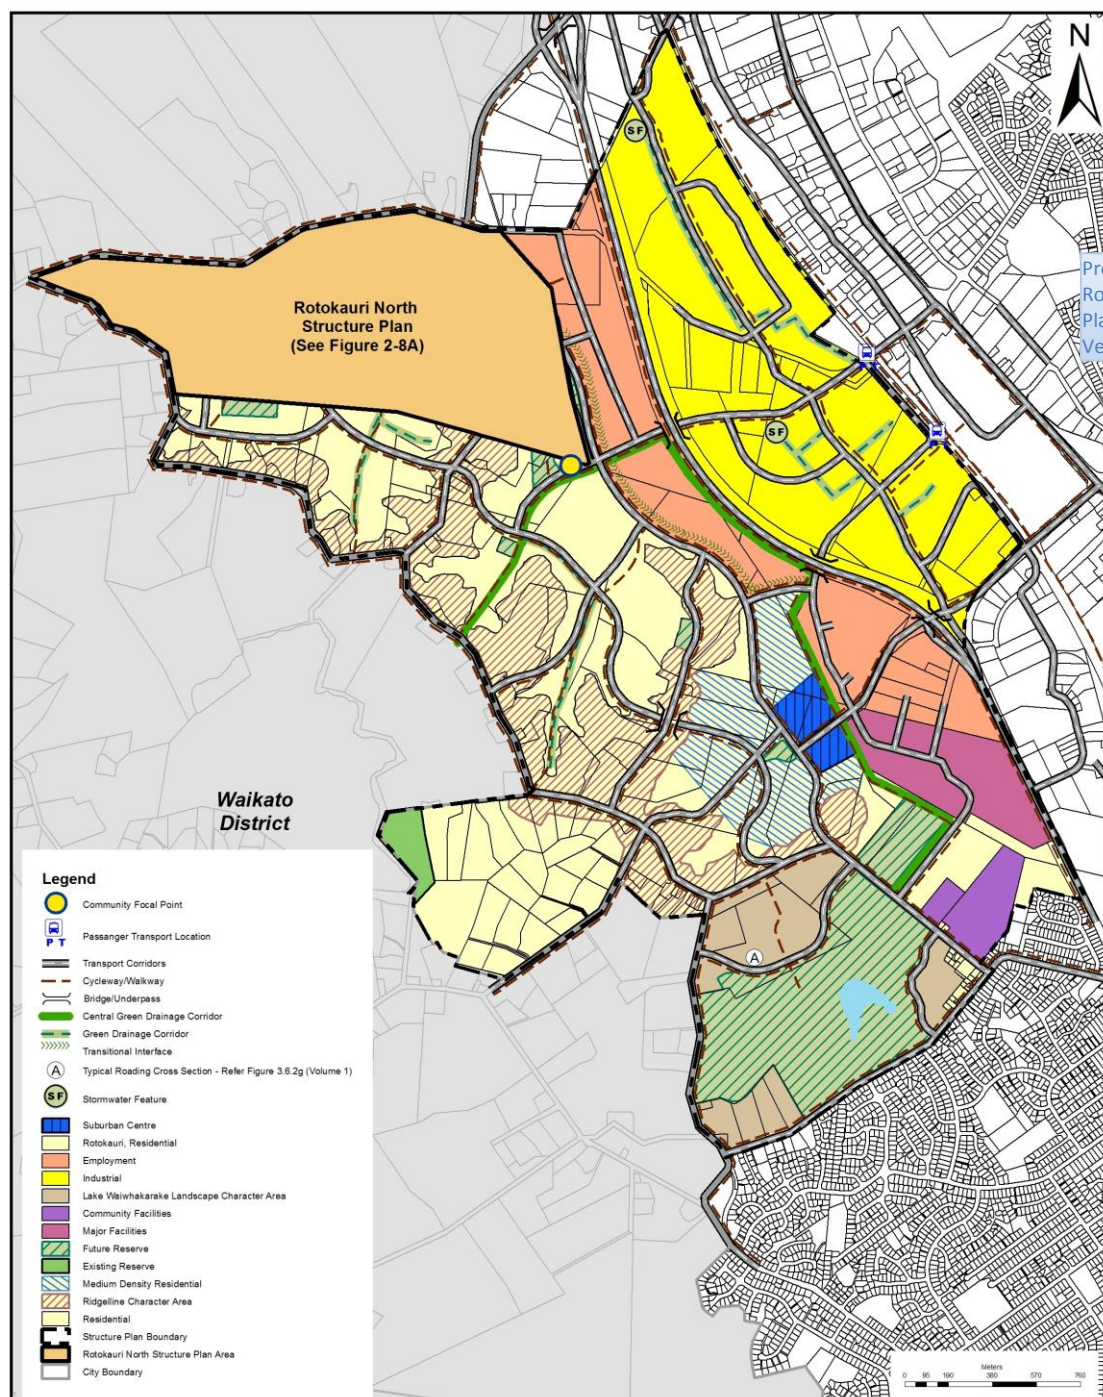 N
SF
Pro
Ro
Pla
Ve
Rotokauri North
Structure Plan
(See Figure 2-8A)
P T
SF
P T
Waikato
District
A
Legend
Community Focal Point
P T
Passanger Transport Location
Transport Corridors
Cycleway/Walkway
Bridge/Underpass
Central Green Drainage Corridor
Green Drainage Corridor
Transitional Interface
A Typical Roading Cross Section - Refer Figure 3.6.2g (Volume 1)
SF Stormwater Feature
Suburban Centre
Rotokauri, Residential
Employment
Industrial
Lake Waiwhakarake Landscape Character Area
Community Facilities
Major Facilities
Future Reserve
Existing Reserve
Medium Density Residential
Ridgelline Character Area
Residential
Structure Plan Boundary
Rotokauri North Structure Plan Area
City Boundary
Meters
0 95 190 380 570 760